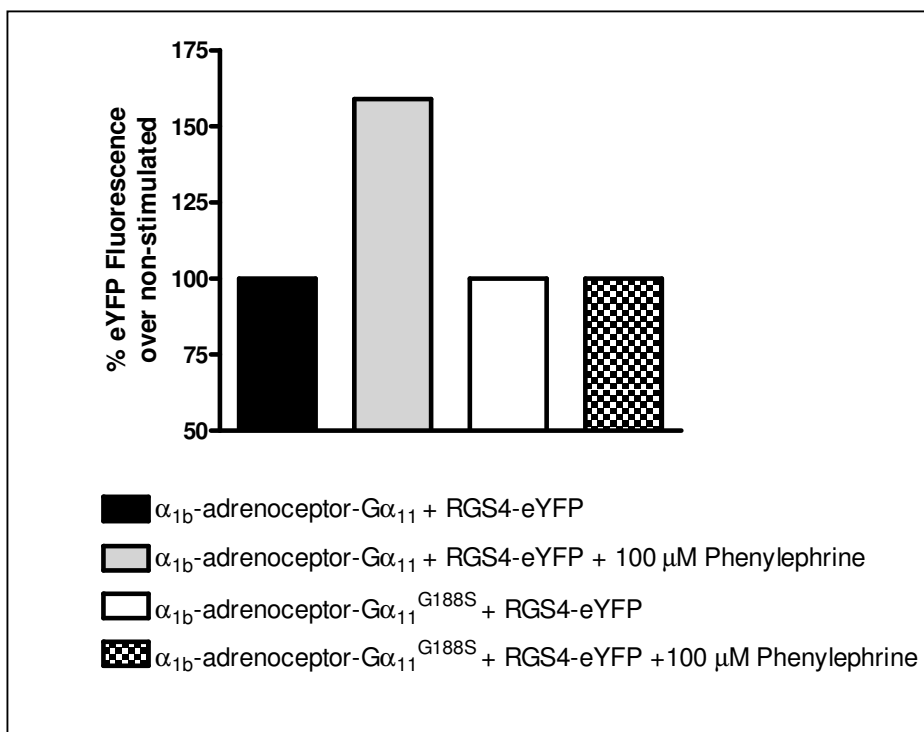 % eYFP Fluorescence
over non-stimulated
175
150
125
100
75
50
α1b-adrenoceptor-Gα11 + RGS4-eYFP
α1b-adrenoceptor-Gα11 + RGS4-eYFP + 100 μM Phenylephrine
α1b-adrenoceptor-Gα11G188S + RGS4-eYFP
α1b-adrenoceptor-Gα11G188S + RGS4-eYFP +100 μM Phenylephrine